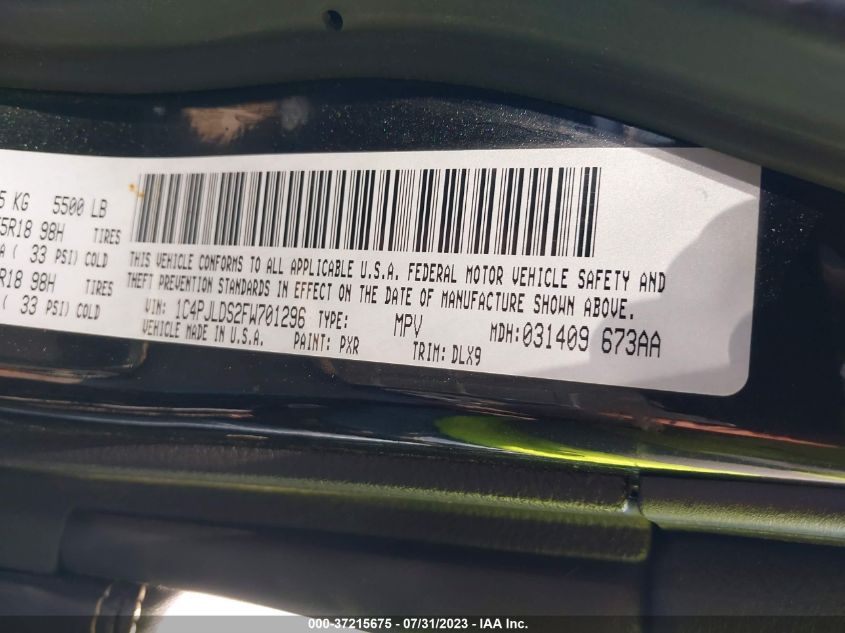 5 KG 5500 LB
5R18 98H TIRES
A ( 33 PSI) COLD
R18 98H TIRES
( 33 PSI) COLD
THIS VEHICLE CONFORMS TO ALL APPLICABLE U.S.A. FEDERAL MOTOR VEHICLE SAFETY AND
THEFT PREVENTION STANDARDS IN EFFECT ON THE DATE OF MANUFACTURE SHOWN ABOVE.
VIN: 1C4PJLDS2FW701296 TYPE: MPV MDH:031409 673AA
VEHICLE MADE IN U.S.A. PAINT: PXR TRIM: DLX9
000-37215675 - 07/31/2023 - IAA Inc.